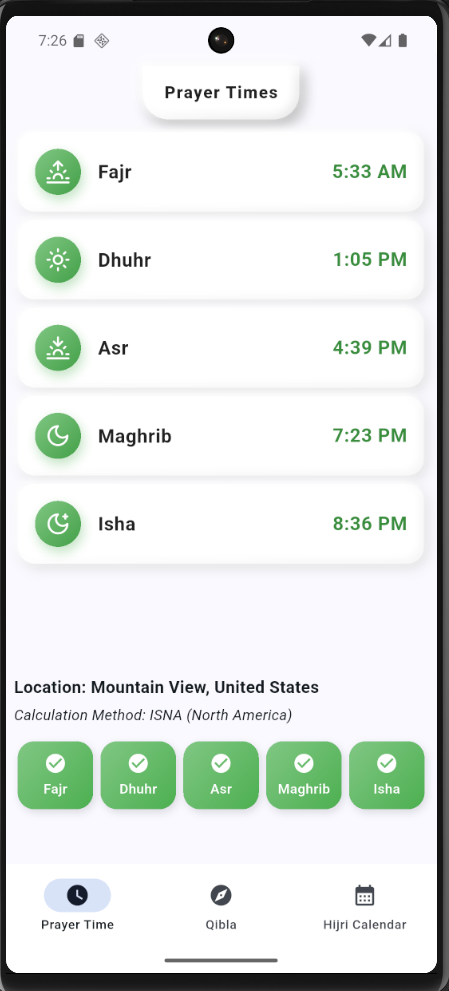 7:26
Prayer Times
Fajr 5:33 AM
Dhuhr 1:05 PM
Asr 4:39 PM
Maghrib 7:23 PM
Isha 8:36 PM
Location: Mountain View, United States
Calculation Method: ISNA (North America)
Fajr Dhuhr Asr Maghrib Isha
Prayer Time Qibla Hijri Calendar